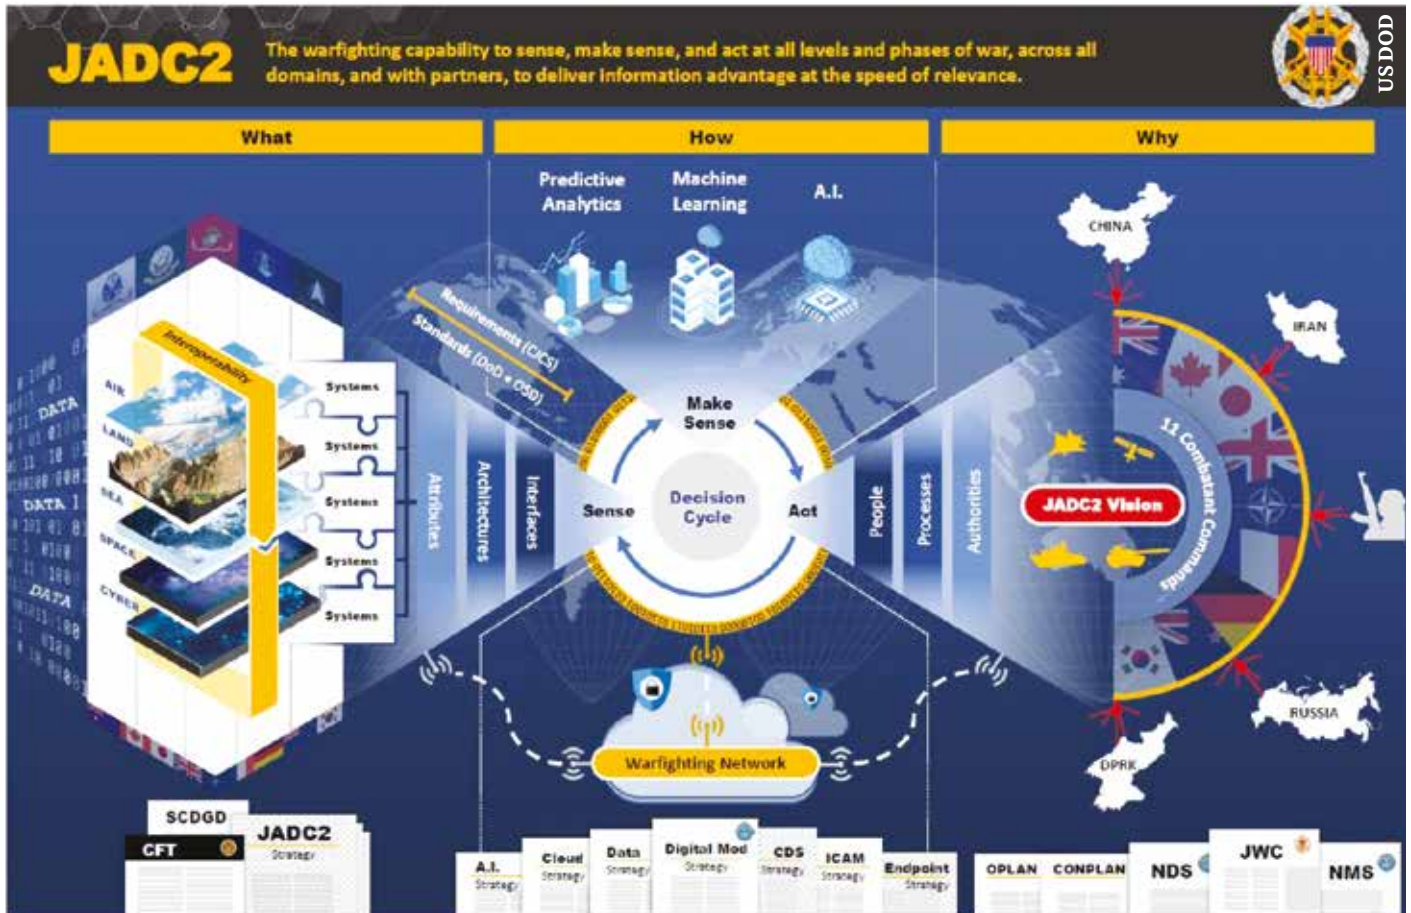 JADC2
The warfighting capability to sense, make sense, and act at all levels and phases of war, across all
domains, and with partners, to deliver information advantage at the speed of relevance.
USDOD
What
How
Why
Predictive
Analytics
Machine
Learning
A.I.
Requirements (CJCS)
Standards (DoD • OSD)
Interoperability
AIR
LAND
SEA
SPACE
CYBER
DATA
DATA
DATA
Systems
Systems
Systems
Systems
Systems
Attributes
Architectures
Interfaces
Make
Sense
Sense
Decision
Cycle
Act
People
Processes
Authorities
JADC2 Vision
11 Combatant Commands
CHINA
IRAN
RUSSIA
DPRK
Warfighting Network
SCDGD
CFT
JADC2
Strategy
A.I.
Strategy
Cloud
Strategy
Data
Strategy
Digital Mod
Strategy
CDS
Strategy
ICAM
Strategy
Endpoint
Strategy
OPLAN
CONPLAN
NDS
JWC
NMS